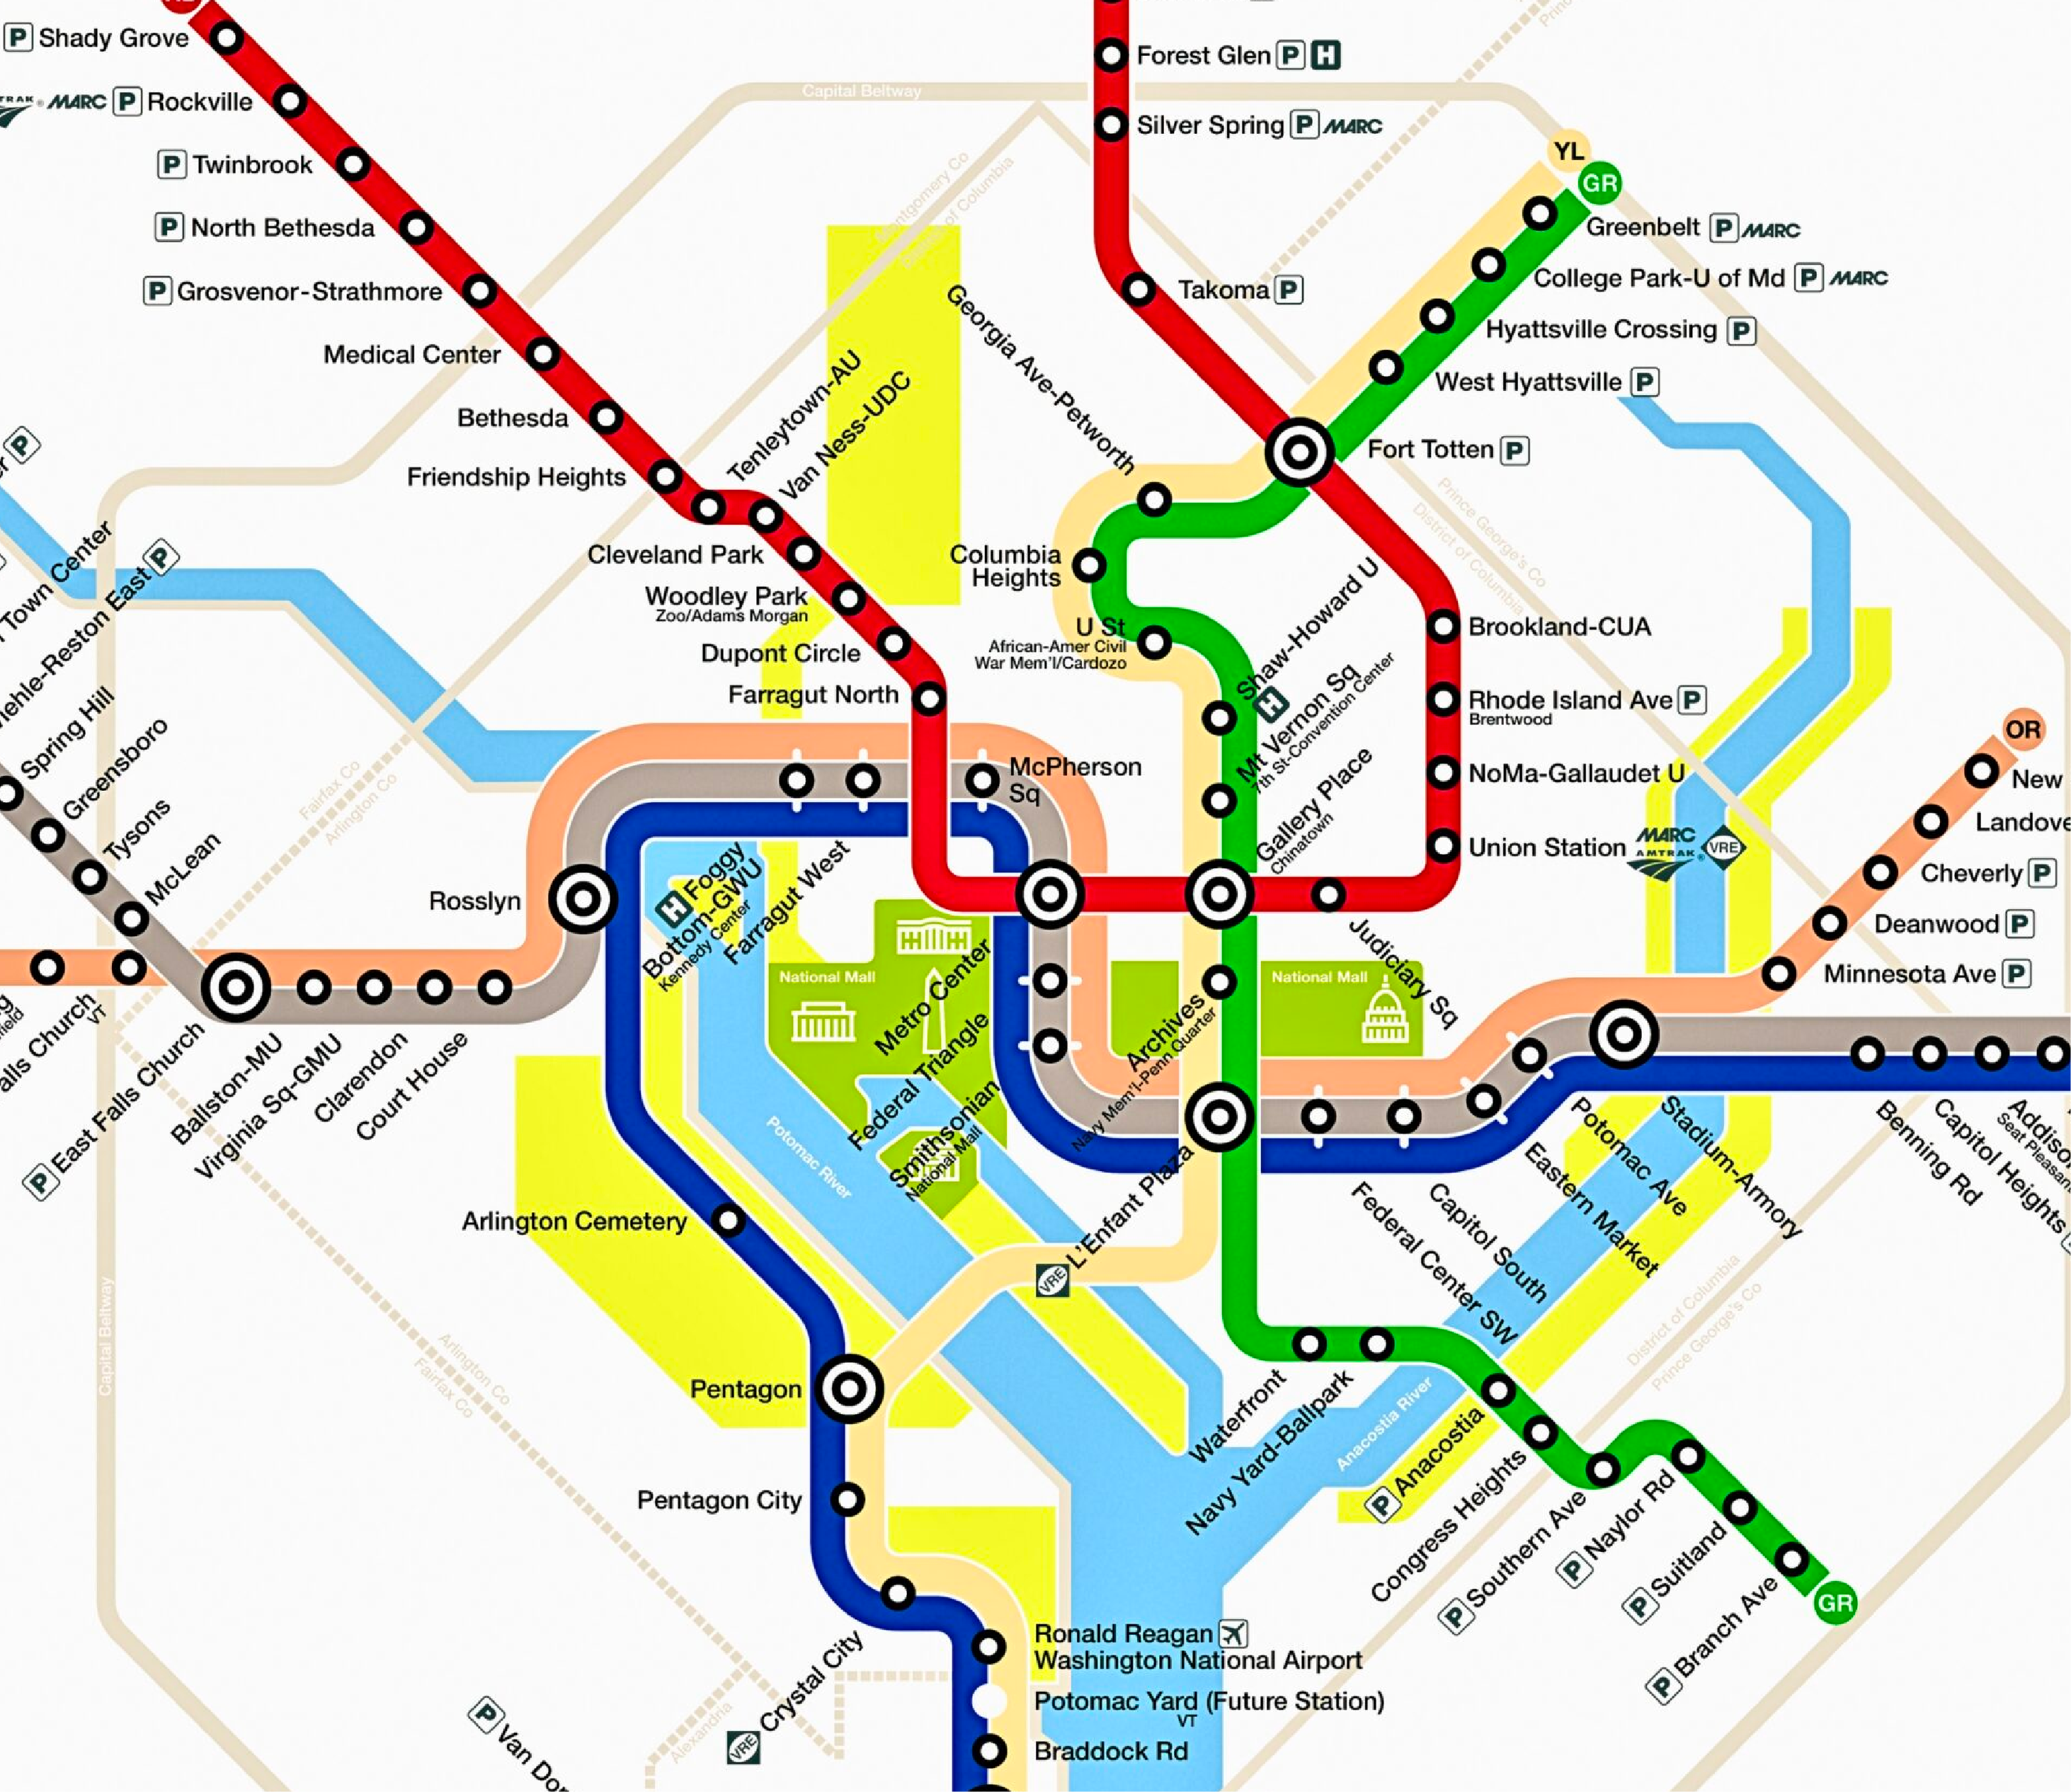 Shady Grove
MARC P Rockville
P Twinbrook
P North Bethesda
P Grosvenor-Strathmore
Medical Center
Bethesda
Friendship Heights
Tenleytown-AU
Van Ness-UDC
Cleveland Park
Woodley Park
Zoo/Adams Morgan
Dupont Circle
Farragut North
Capital Beltway
Montgomery Co
District of Columbia
Forest Glen P H
Silver Spring P MARC
Takoma P
YL
GR
Greenbelt P MARC
College Park-U of Md P MARC
Hyattsville Crossing P
West Hyattsville P
Fort Totten P
Georgia Ave-Petworth
Columbia
Heights
U St
African-Amer Civil
War Mem'l/Cardozo
Shaw-Howard U
H
Mt Vernon Sq
7th St-Convention Center
Gallery Place
Chinatown
Prince George's Co
District of Columbia
Brookland-CUA
Rhode Island Ave P
Brentwood
NoMa-Gallaudet U
Union Station MARC
AMTRAK
VRE
Judiciary Sq
OR
New
Cheverly P
Deanwood P
Minnesota Ave P
Town Center
Reston East P
Spring Hill
Greensboro
Tysons
McLean
Fairfax Co
Arlington Co
Rosslyn
McPherson
Sq
H Foggy
Bottom-GWU
Kennedy Center
Farragut West
Church
VT
P East Falls Church
Ballston-MU
Virginia Sq-GMU
Clarendon
Court House
National Mall
Metro Center
Federal Triangle
Smithsonian
National Mall
National Mall
Archives
Navy Mem'l-Penn Quarter
VRE L'Enfant Plaza
Potomac River
Federal Center SW
Capitol South
Eastern Market
Potomac Ave
Stadium-Armory
Benning Rd
Capitol Heights
Seat Pleasant
District of Columbia
Prince George's Co
Capital Beltway
Arlington Co
Fairfax Co
Arlington Cemetery
Pentagon
Pentagon City
VRE Crystal City
Alexandria
Waterfront
Navy Yard-Ballpark
Anacostia River
P Anacostia
Congress Heights
P Southern Ave
P Naylor Rd
P Suitland
P Branch Ave
GR
Ronald Reagan
Washington National Airport
Potomac Yard (Future Station)
VT
Braddock Rd
P Van